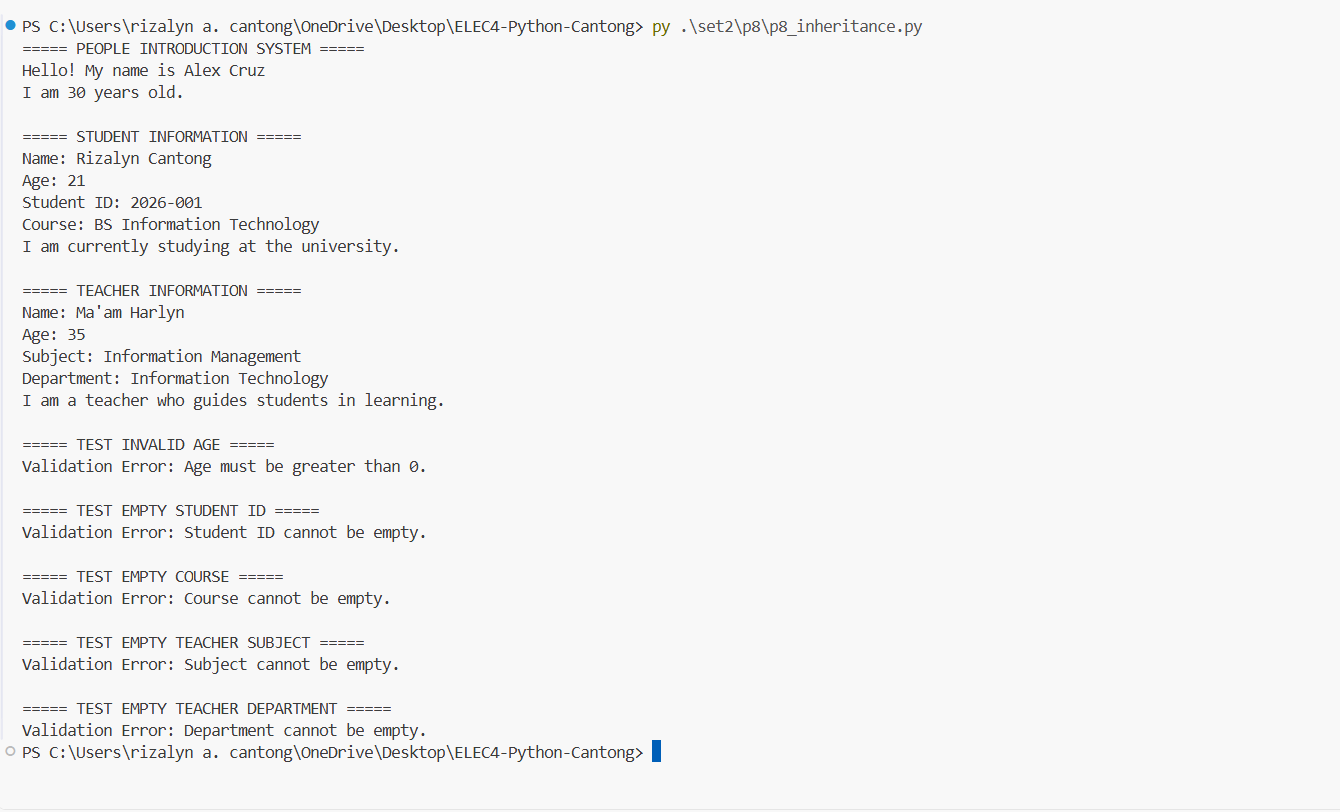 PS C:\Users\rizalyn a. cantong\OneDrive\Desktop\ELEC4-Python-Cantong> py .\set2\p8\p8_inheritance.py
===== PEOPLE INTRODUCTION SYSTEM =====
Hello! My name is Alex Cruz
I am 30 years old.
===== STUDENT INFORMATION =====
Name: Rizalyn Cantong
Age: 21
Student ID: 2026-001
Course: BS Information Technology
I am currently studying at the university.
===== TEACHER INFORMATION =====
Name: Ma'am Harlyn
Age: 35
Subject: Information Management
Department: Information Technology
I am a teacher who guides students in learning.
===== TEST INVALID AGE =====
Validation Error: Age must be greater than 0.
===== TEST EMPTY STUDENT ID =====
Validation Error: Student ID cannot be empty.
===== TEST EMPTY COURSE =====
Validation Error: Course cannot be empty.
===== TEST EMPTY TEACHER SUBJECT =====
Validation Error: Subject cannot be empty.
===== TEST EMPTY TEACHER DEPARTMENT =====
Validation Error: Department cannot be empty.
PS C:\Users\rizalyn a. cantong\OneDrive\Desktop\ELEC4-Python-Cantong>